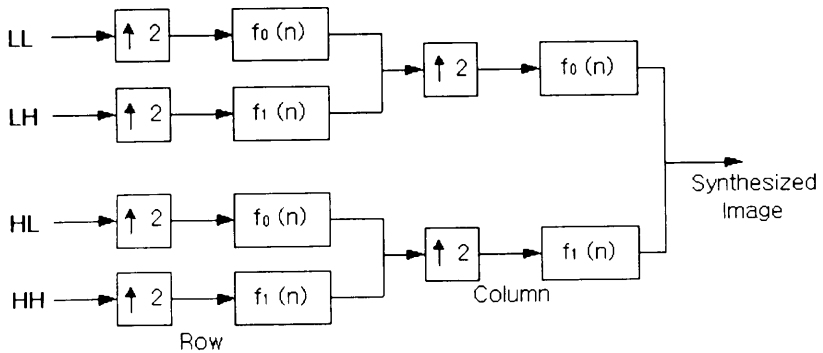 LL ↑ 2 f₀(n)
↑ 2 f₀(n)
LH ↑ 2 f₁(n)
Synthesized
Image
HL ↑ 2 f₀(n)
↑ 2 f₁(n)
Column
HH ↑ 2 f₁(n)
Row